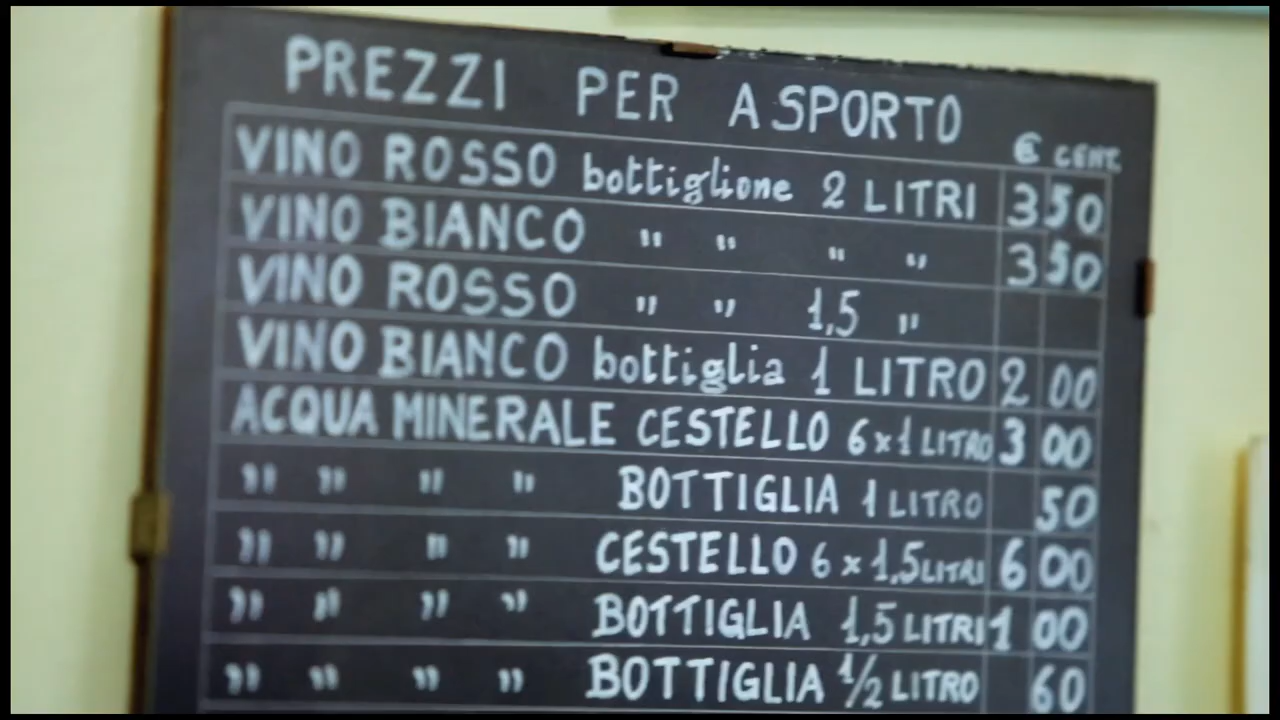 PREZZI PER ASPORTO
€ CENT.
VINO ROSSO bottiglione 2 LITRI 3 50
VINO BIANCO " " " " 3 50
VINO ROSSO " " 1,5 "
VINO BIANCO bottiglia 1 LITRO 2 00
ACQUA MINERALE CESTELLO 6x1 LITRO 3 00
" " " " BOTTIGLIA 1 LITRO 50
" " " " CESTELLO 6 x 1,5 LITRI 6 00
" " " " BOTTIGLIA 1,5 LITRI 1 00
" " " " BOTTIGLIA 1/2 LITRO 60